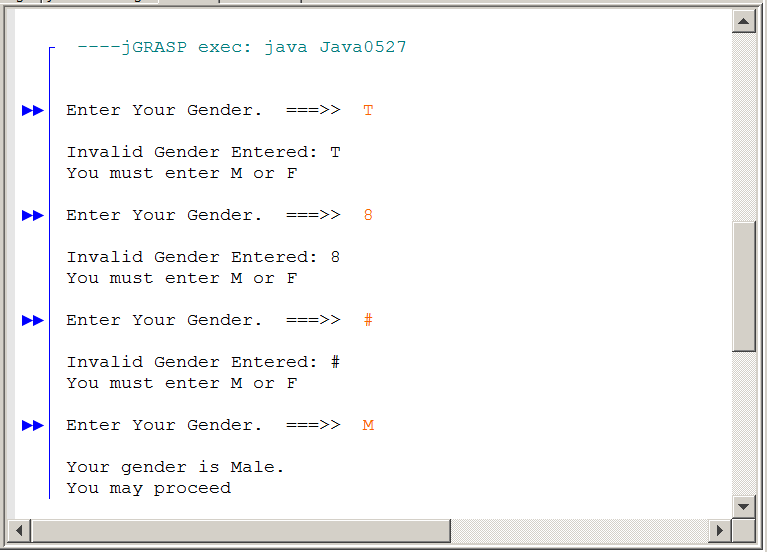 ----jGRASP exec: java Java0527
Enter Your Gender.  ===>>  T
Invalid Gender Entered: T
You must enter M or F
Enter Your Gender.  ===>>  8
Invalid Gender Entered: 8
You must enter M or F
Enter Your Gender.  ===>>  #
Invalid Gender Entered: #
You must enter M or F
Enter Your Gender.  ===>>  M
Your gender is Male.
You may proceed